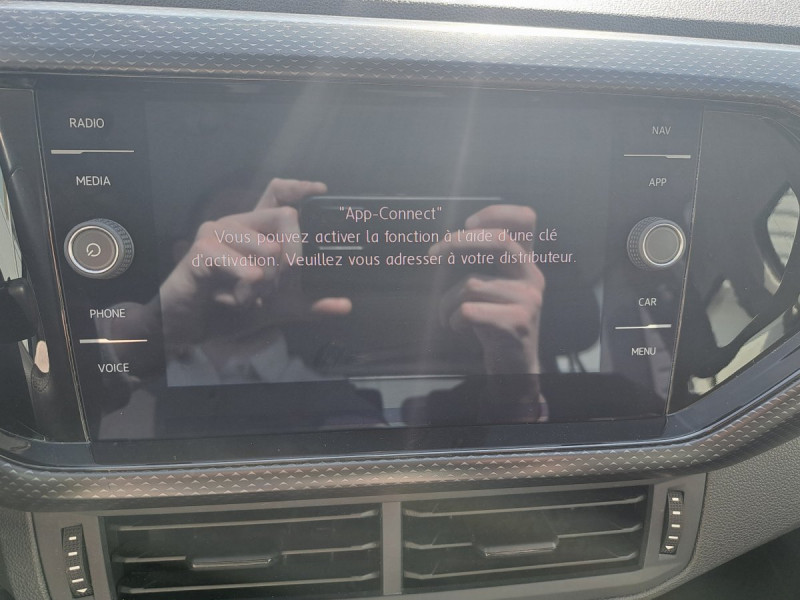 RADIO
MEDIA
PHONE
VOICE
"App-Connect"
Vous pouvez activer la fonction à l'aide d'une clé
d'activation. Veuillez vous adresser à votre distributeur.
NAV
APP
CAR
MENU